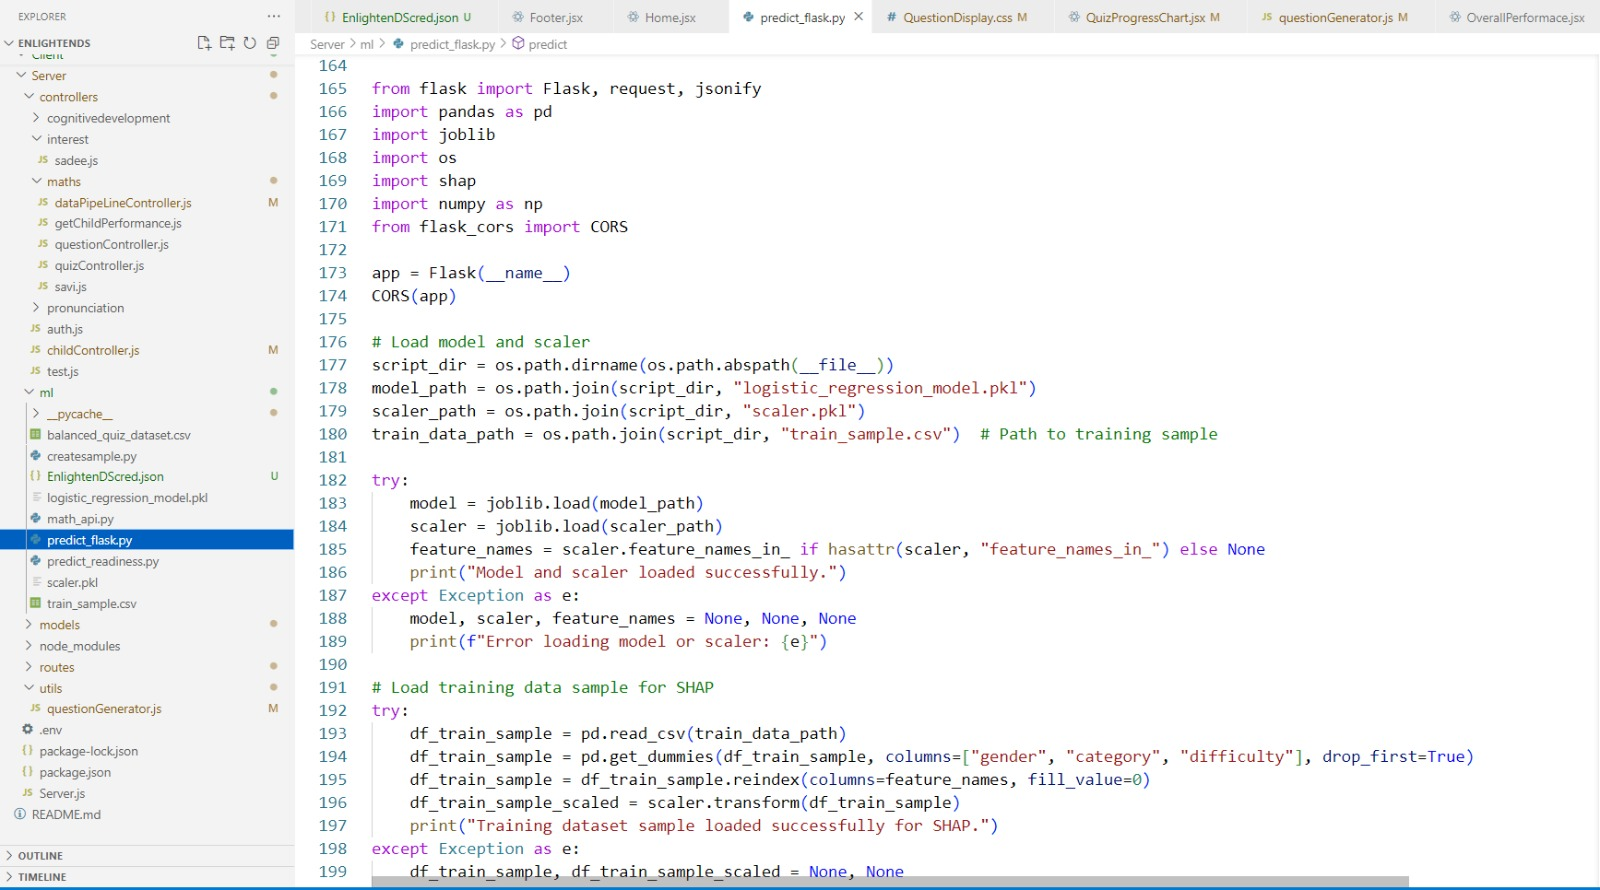 EXPLORER
ENLIGHTENDS
Client
Server
controllers
cognitivedevelopment
interest
JS sadee.js
maths
JS dataPipeLineController.js M
JS getChildPerformance.js
JS questionController.js
JS quizController.js
JS savi.js
pronunciation
JS auth.js
JS childController.js M
JS test.js
ml
__pycache__
balanced_quiz_dataset.csv
createsample.py
{} EnlightenDScred.json U
logistic_regression_model.pkl
math_api.py
predict_flask.py
predict_readiness.py
scaler.pkl
train_sample.csv
models
node_modules
routes
utils
JS questionGenerator.js M
.env
{} package-lock.json
{} package.json
JS Server.js
README.md
OUTLINE
TIMELINE
{} EnlightenDScred.json U
Footer.jsx
Home.jsx
predict_flask.py
# QuestionDisplay.css M
QuizProgressChart.jsx M
JS questionGenerator.js M
OverallPerformace.jsx
Server > ml > predict_flask.py > predict
164
165 from flask import Flask, request, jsonify
166 import pandas as pd
167 import joblib
168 import os
169 import shap
170 import numpy as np
171 from flask_cors import CORS
172
173 app = Flask(__name__)
174 CORS(app)
175
176 # Load model and scaler
177 script_dir = os.path.dirname(os.path.abspath(__file__))
178 model_path = os.path.join(script_dir, "logistic_regression_model.pkl")
179 scaler_path = os.path.join(script_dir, "scaler.pkl")
180 train_data_path = os.path.join(script_dir, "train_sample.csv")  # Path to training sample
181
182 try:
183     model = joblib.load(model_path)
184     scaler = joblib.load(scaler_path)
185     feature_names = scaler.feature_names_in_ if hasattr(scaler, "feature_names_in_") else None
186     print("Model and scaler loaded successfully.")
187 except Exception as e:
188     model, scaler, feature_names = None, None, None
189     print(f"Error loading model or scaler: {e}")
190
191 # Load training data sample for SHAP
192 try:
193     df_train_sample = pd.read_csv(train_data_path)
194     df_train_sample = pd.get_dummies(df_train_sample, columns=["gender", "category", "difficulty"], drop_first=True)
195     df_train_sample = df_train_sample.reindex(columns=feature_names, fill_value=0)
196     df_train_sample_scaled = scaler.transform(df_train_sample)
197     print("Training dataset sample loaded successfully for SHAP.")
198 except Exception as e:
199     df_train_sample, df_train_sample_scaled = None, None